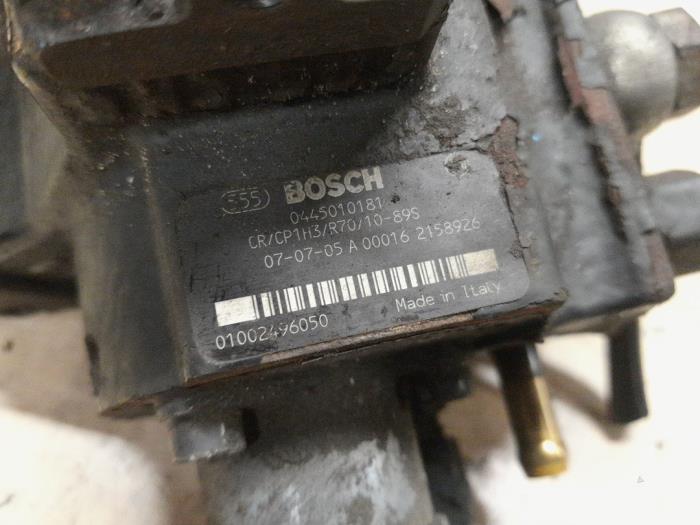 BOSCH
0445010181
CR/CP1H3/R70/10-89S
07-07-05 A 00016 2158926
Made in Italy
01002496050